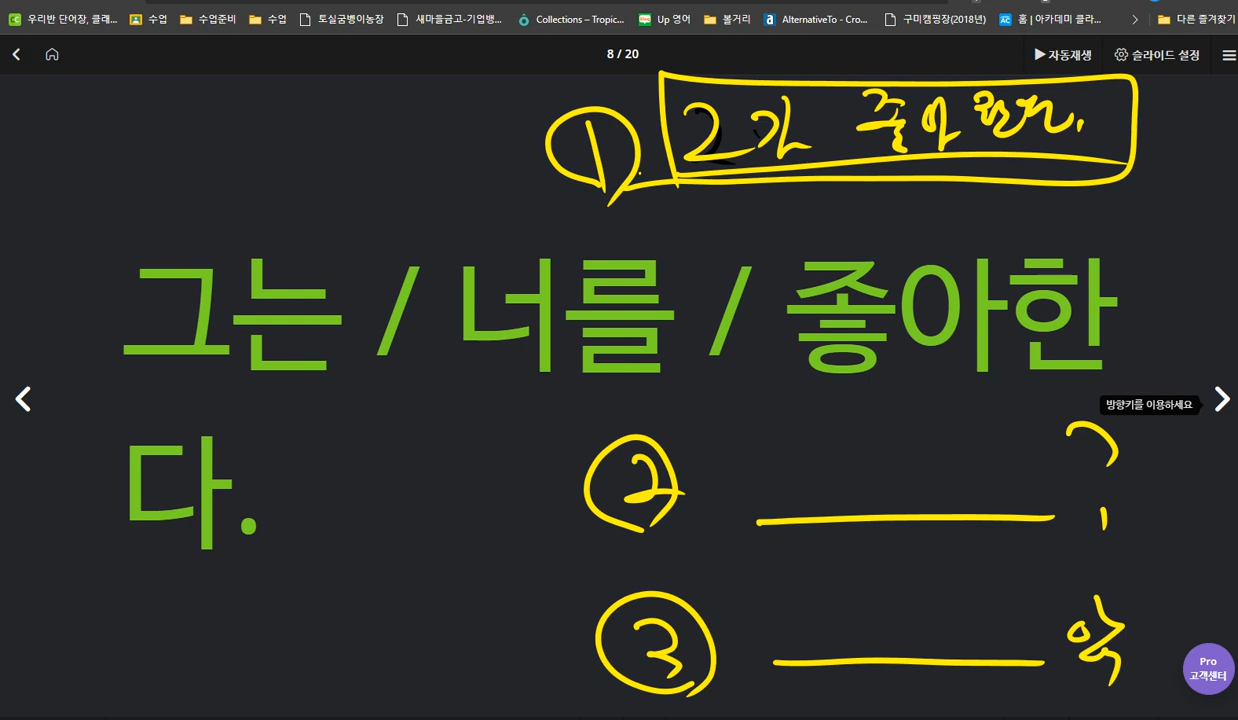 우리반 단어장, 클래... 수업 수업준비 수업 토실굼벵이농장 새마을금고-기업뱅... Collections – Tropic... Up 영어 볼거리 AlternativeTo - Cro... 구미캠핑장(2018년) 홈 | 아카데미 클라... 다른 즐겨찾기
8 / 20 자동재생 슬라이드 설정
① 2가 좋아
그는 / 너를 / 좋아한
방향키를 이용하세요
다.
② ?
③
Pro
고객센터